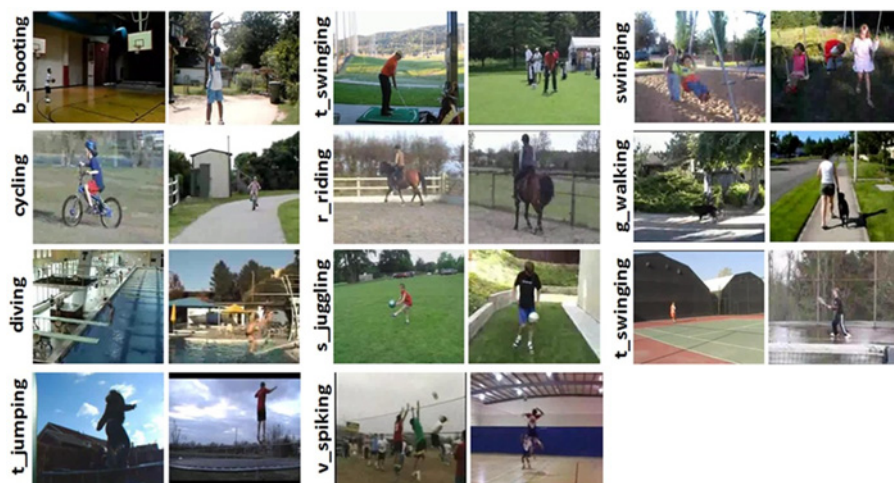 b_shooting
t_swinging
swinging
cycling
r_riding
g_walking
diving
s_juggling
t_swinging
t_jumping
v_spiking